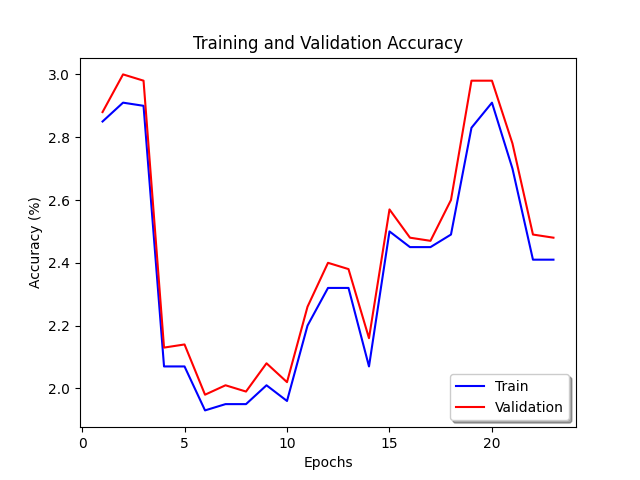 Training and Validation Accuracy
3.0
2.8
2.6
2.4
2.2
2.0
Accuracy (%)
Train
Validation
0 5 10 15 20
Epochs